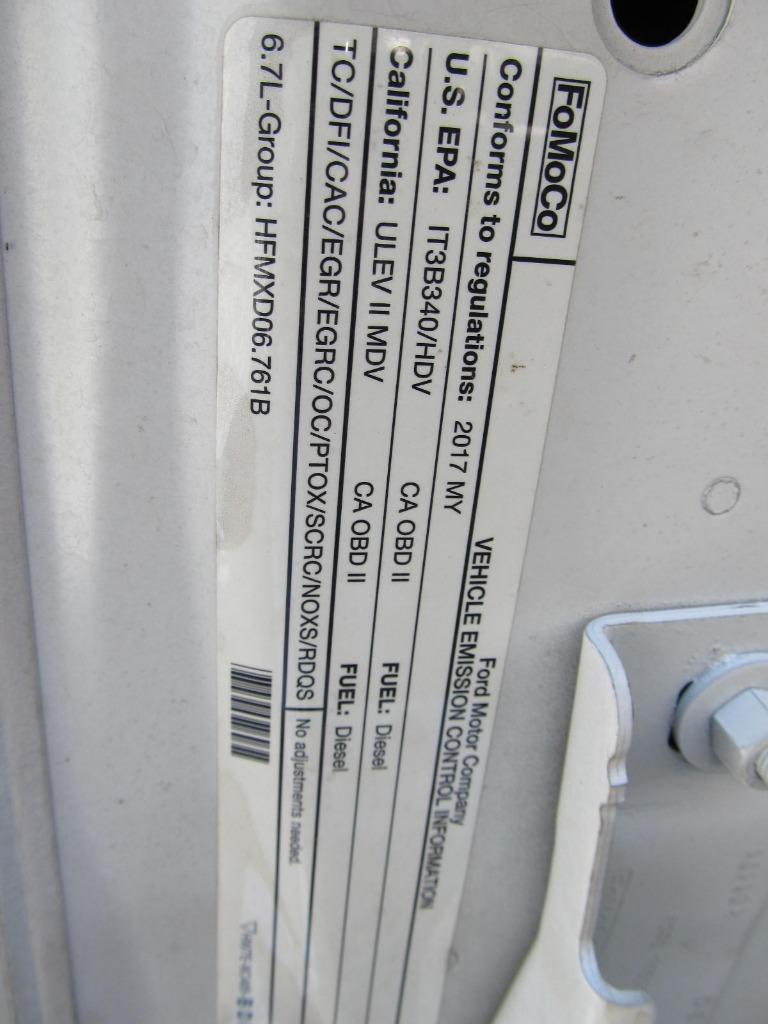 FoMoCo
Ford Motor Company
VEHICLE EMISSION CONTROL INFORMATION
Conforms to regulations: 2017 MY
U.S. EPA: IT3B340/HDV CA OBD II FUEL: Diesel
California: ULEV II MDV CA OBD II FUEL: Diesel
TC/DFI/CAC/EGR/EGRC/OC/PTOX/SCRC/NOXS/RDQS No adjustments needed.
6.7L-Group: HFMXD06.761B